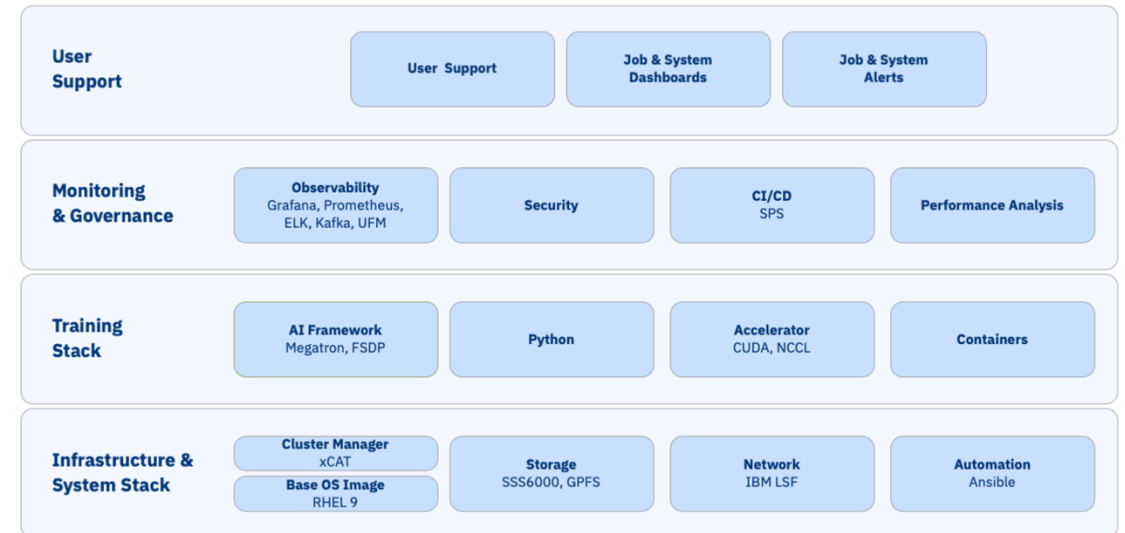 User
Support
User Support
Job & System
Dashboards
Job & System
Alerts
Monitoring
& Governance
Observability
Grafana, Prometheus,
ELK, Kafka, UFM
Security
CI/CD
SPS
Performance Analysis
Training
Stack
AI Framework
Megatron, FSDP
Python
Accelerator
CUDA, NCCL
Containers
Infrastructure &
System Stack
Cluster Manager
xCAT
Base OS Image
RHEL 9
Storage
SSS6000, GPFS
Network
IBM LSF
Automation
Ansible